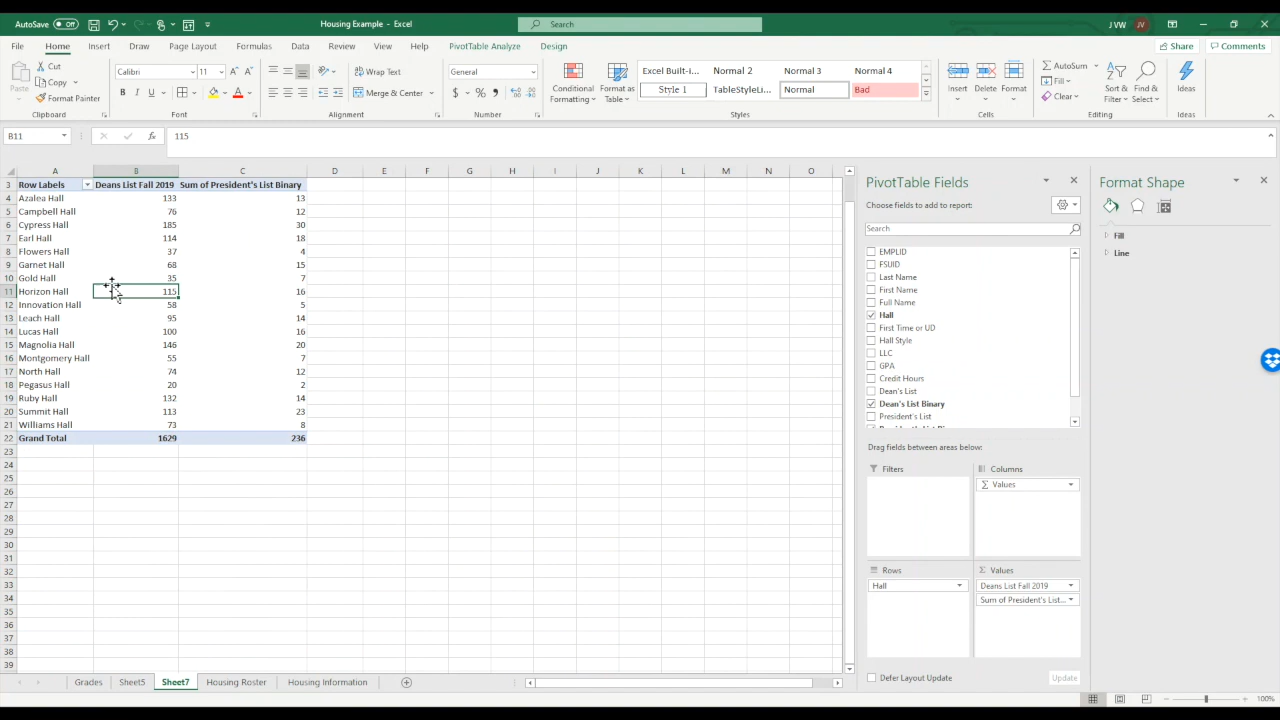 AutoSave Off Housing Example - Excel Search J VW JV
File Home Insert Draw Page Layout Formulas Data Review View Help PivotTable Analyze Design Share Comments
Paste Cut Copy Format Painter Clipboard
Calibri 11 B I U Font
Wrap Text Merge & Center Alignment
General $ % Number
Conditional Formatting Format as Table
Excel Built-i... Normal 2 Normal 3 Normal 4
Style 1 TableStyleLi... Normal Bad
Styles
Insert Delete Format Cells
AutoSum Fill Clear Sort & Filter Find & Select Editing
Ideas Ideas
B11 fx 115
A B C D E F G H I J K L M N O
3 Row Labels Deans List Fall 2019 Sum of President's List Binary
4 Azalea Hall 133 13
5 Campbell Hall 76 12
6 Cypress Hall 185 30
7 Earl Hall 114 18
8 Flowers Hall 37 4
9 Garnet Hall 68 15
10 Gold Hall 35 7
11 Horizon Hall 115 16
12 Innovation Hall 58 5
13 Leach Hall 95 14
14 Lucas Hall 100 16
15 Magnolia Hall 146 20
16 Montgomery Hall 55 7
17 North Hall 74 12
18 Pegasus Hall 20 2
19 Ruby Hall 132 14
20 Summit Hall 113 23
21 Williams Hall 73 8
22 Grand Total 1629 236
23
24
25
26
27
28
29
30
31
32
33
34
35
36
37
38
39
PivotTable Fields
Choose fields to add to report:
Search
EMPLID
FSUID
Last Name
First Name
Full Name
Hall
First Time or UD
Hall Style
LLC
GPA
Credit Hours
Dean's List
Dean's List Binary
President's List
Drag fields between areas below:
Filters Columns
Σ Values
Rows Σ Values
Hall Deans List Fall 2019
Sum of President's List...
Defer Layout Update Update
Format Shape
Fill
Line
Grades Sheet5 Sheet7 Housing Roster Housing Information
100%